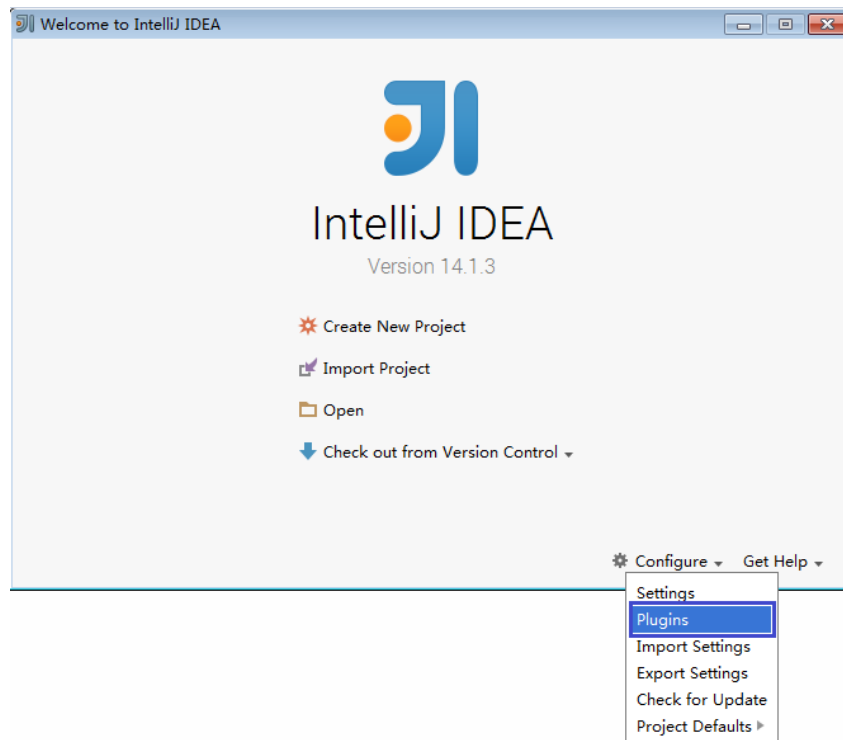 Welcome to IntelliJ IDEA
IntelliJ IDEA
Version 14.1.3
Create New Project
Import Project
Open
Check out from Version Control
Configure Get Help
Settings
Plugins
Import Settings
Export Settings
Check for Update
Project Defaults